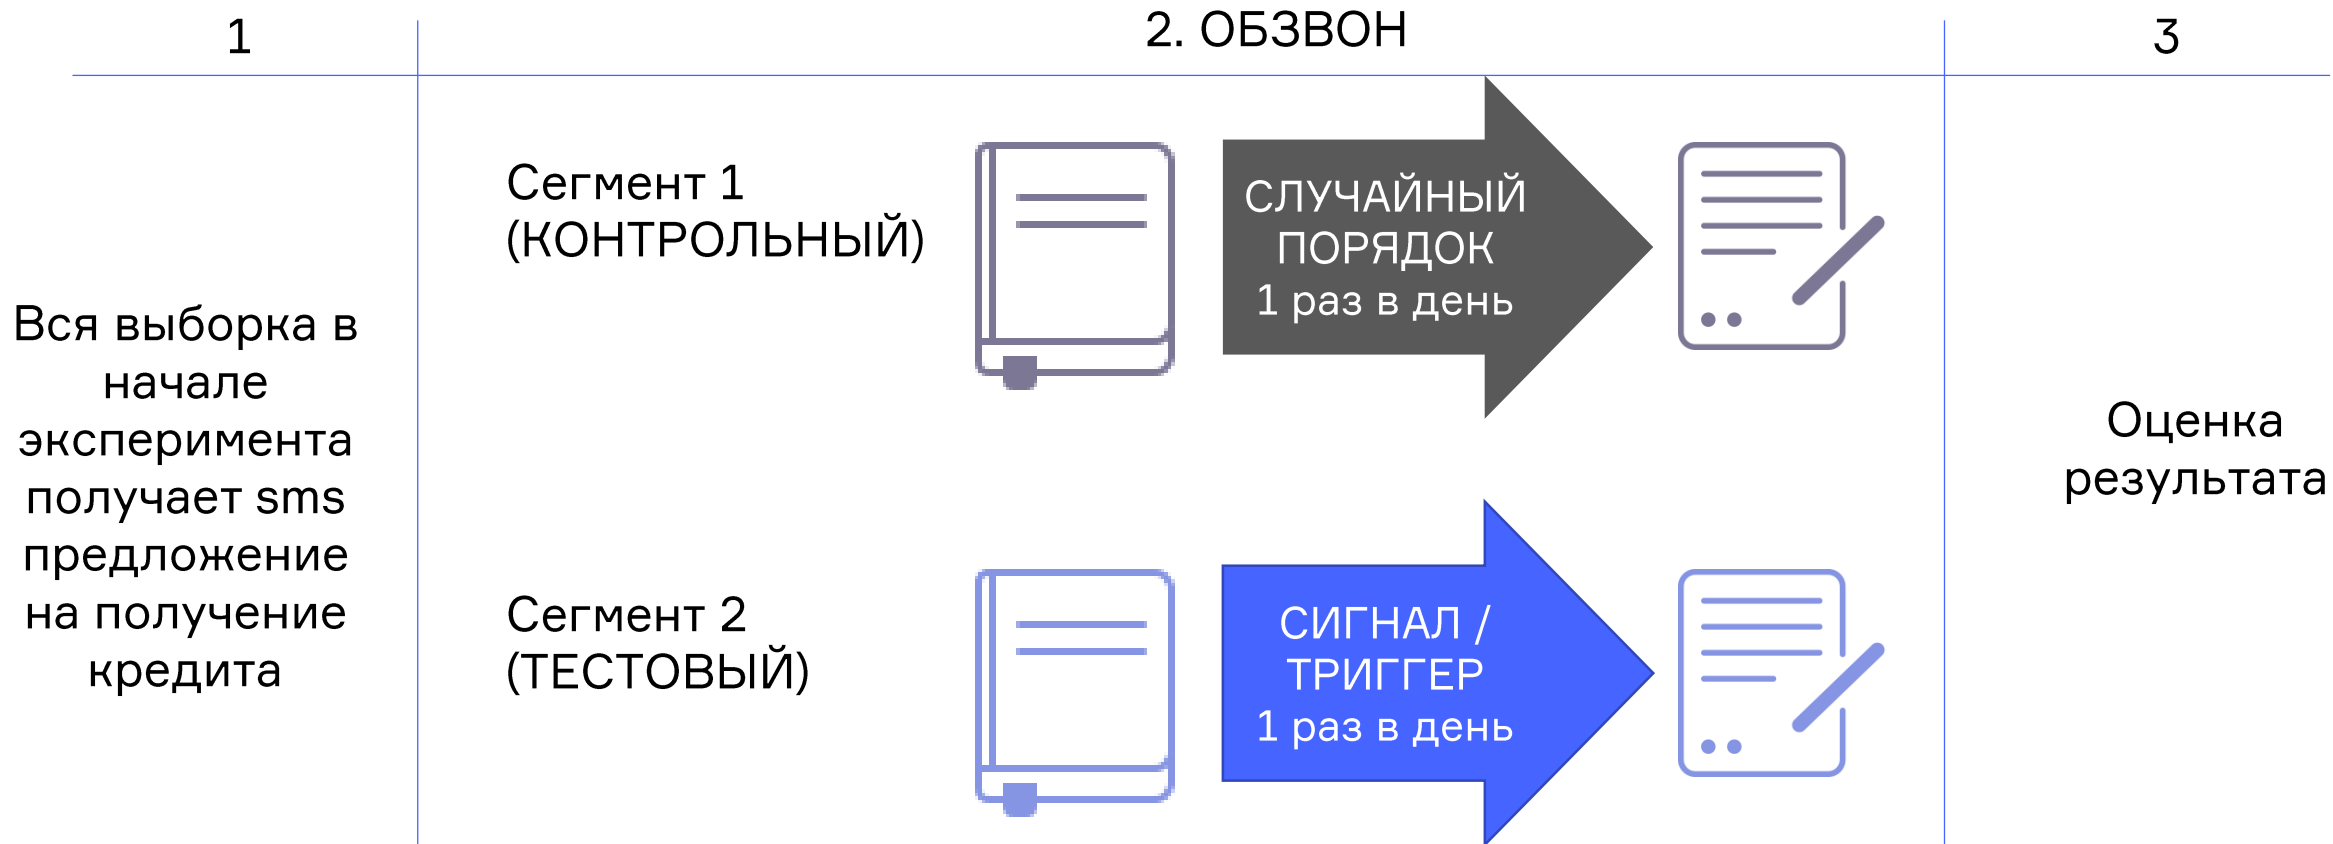 1
2. ОБЗВОН
3
Вся выборка в
начале
эксперимента
получает sms
предложение
на получение
кредита
Сегмент 1
(КОНТРОЛЬНЫЙ)
СЛУЧАЙНЫЙ
ПОРЯДОК
1 раз в день
Сегмент 2
(ТЕСТОВЫЙ)
СИГНАЛ /
ТРИГГЕР
1 раз в день
Оценка
результата